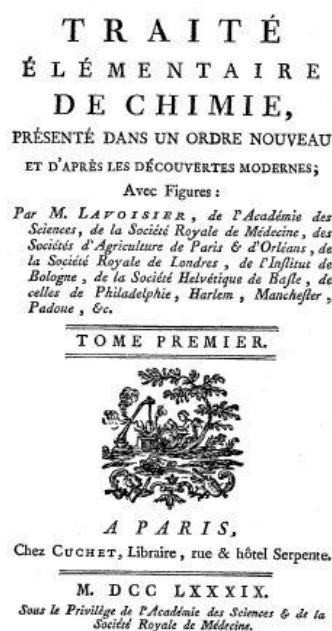 TRAITÉ
ÉLÉMENTAIRE
DE CHIMIE,
PRÉSENTÉ DANS UN ORDRE NOUVEAU
ET D'APRÈS LES DÉCOUVERTES MODERNES;
Avec Figures :
Par M. LAVOISIER, de l'Académie des
Sciences, de la Société Royale de Médecine, des
Sociétés d'Agriculture de Paris & d'Orléans, de
la Société Royale de Londres, de l'Inſtitut de
Bologne, de la Société Helvétique de Baſle, de
celles de Philadelphie, Harlem, Mancheſter,
Padoue, &c.
TOME PREMIER.
A PARIS,
Chez CUCHET, Libraire, rue & hôtel Serpente.
M. DCC LXXXIX.
Sous le Privilège de l'Académie des Sciences & de la
Société Royale de Médecine.